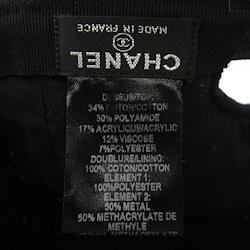 CHANEL
MADE IN FRANCE
DESSUS/TOP:
34% COTON/COTTON
30% POLYAMIDE
17% ACRYLIQUE/ACRYLIC
12% VISCOSE
7%POLYESTER
DOUBLURE/LINING:
100% COTON/COTTON
ELEMENT 1:
100%POLYESTER
ELEMENT 2:
50% METAL
50% METHACRYLATE DE
METHYLE